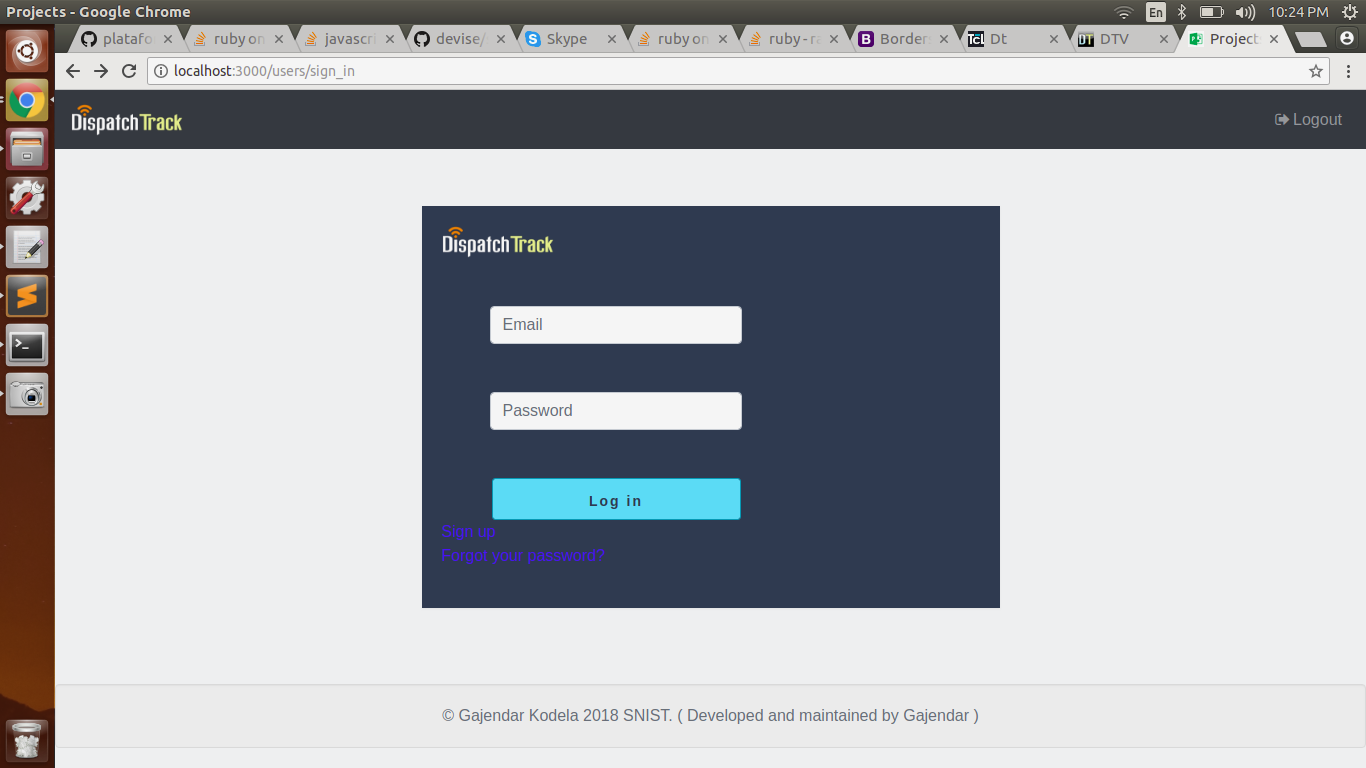 Projects - Google Chrome
En
10:24 PM
platafo
ruby on
javascri
devise/
Skype
ruby on
ruby - ra
Border
Dt
DTV
Project
localhost:3000/users/sign_in
DispatchTrack
Logout
DispatchTrack
Email
Password
Log in
Sign up
Forgot your password?
© Gajendar Kodela 2018 SNIST. ( Developed and maintained by Gajendar )